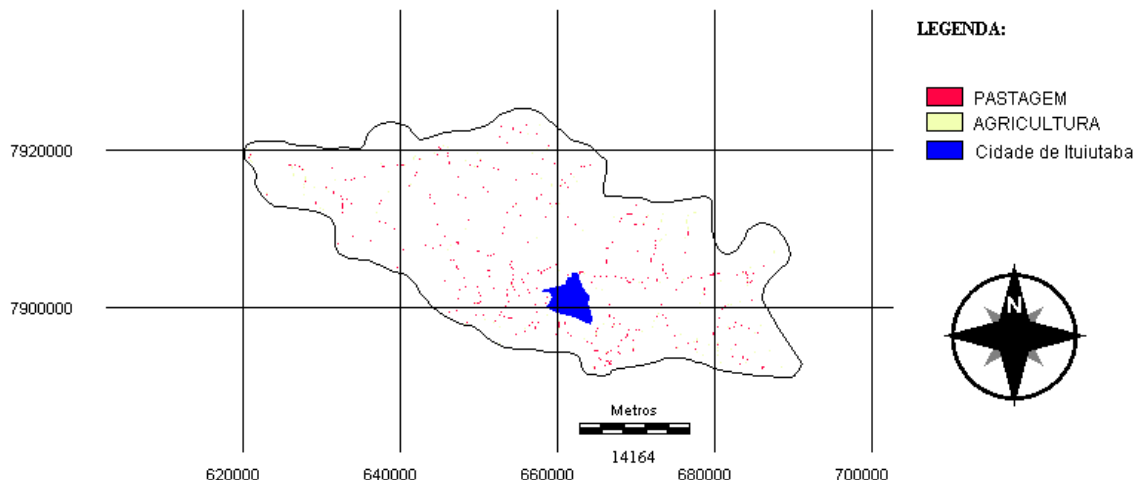 LEGENDA:
PASTAGEM
AGRICULTURA
Cidade de Ituiutaba
7920000
7900000
N
Metros
14164
620000 640000 660000 680000 700000